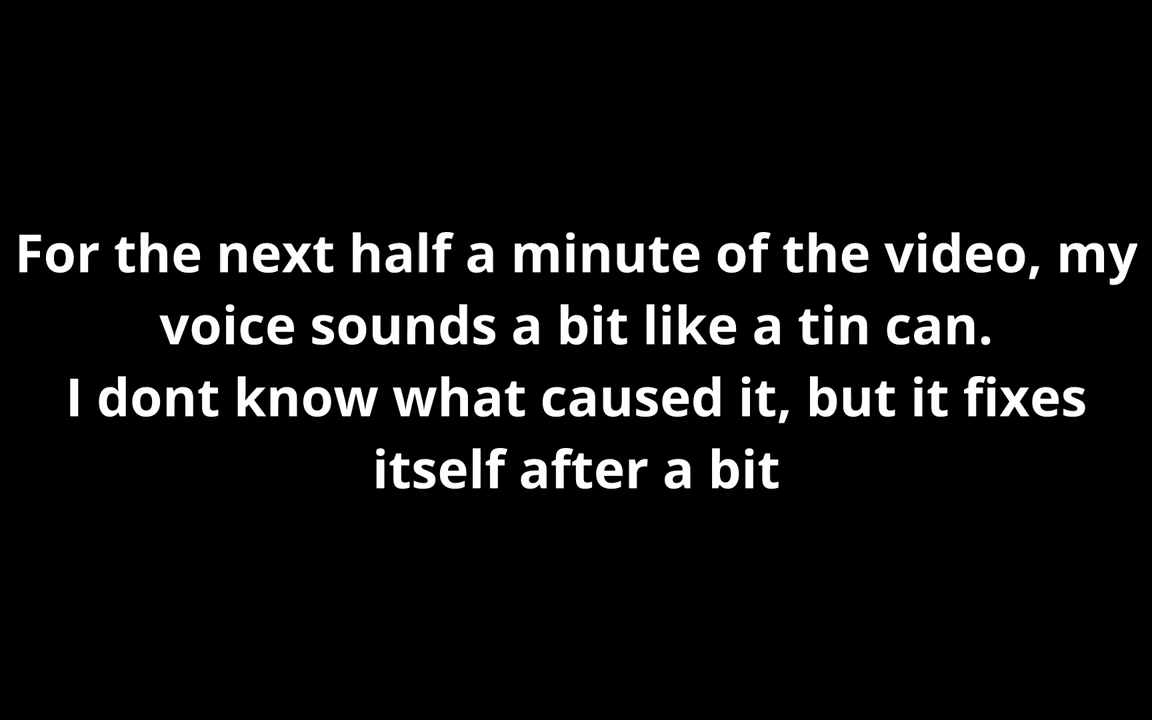 For the next half a minute of the video, my
voice sounds a bit like a tin can.
I dont know what caused it, but it fixes
itself after a bit